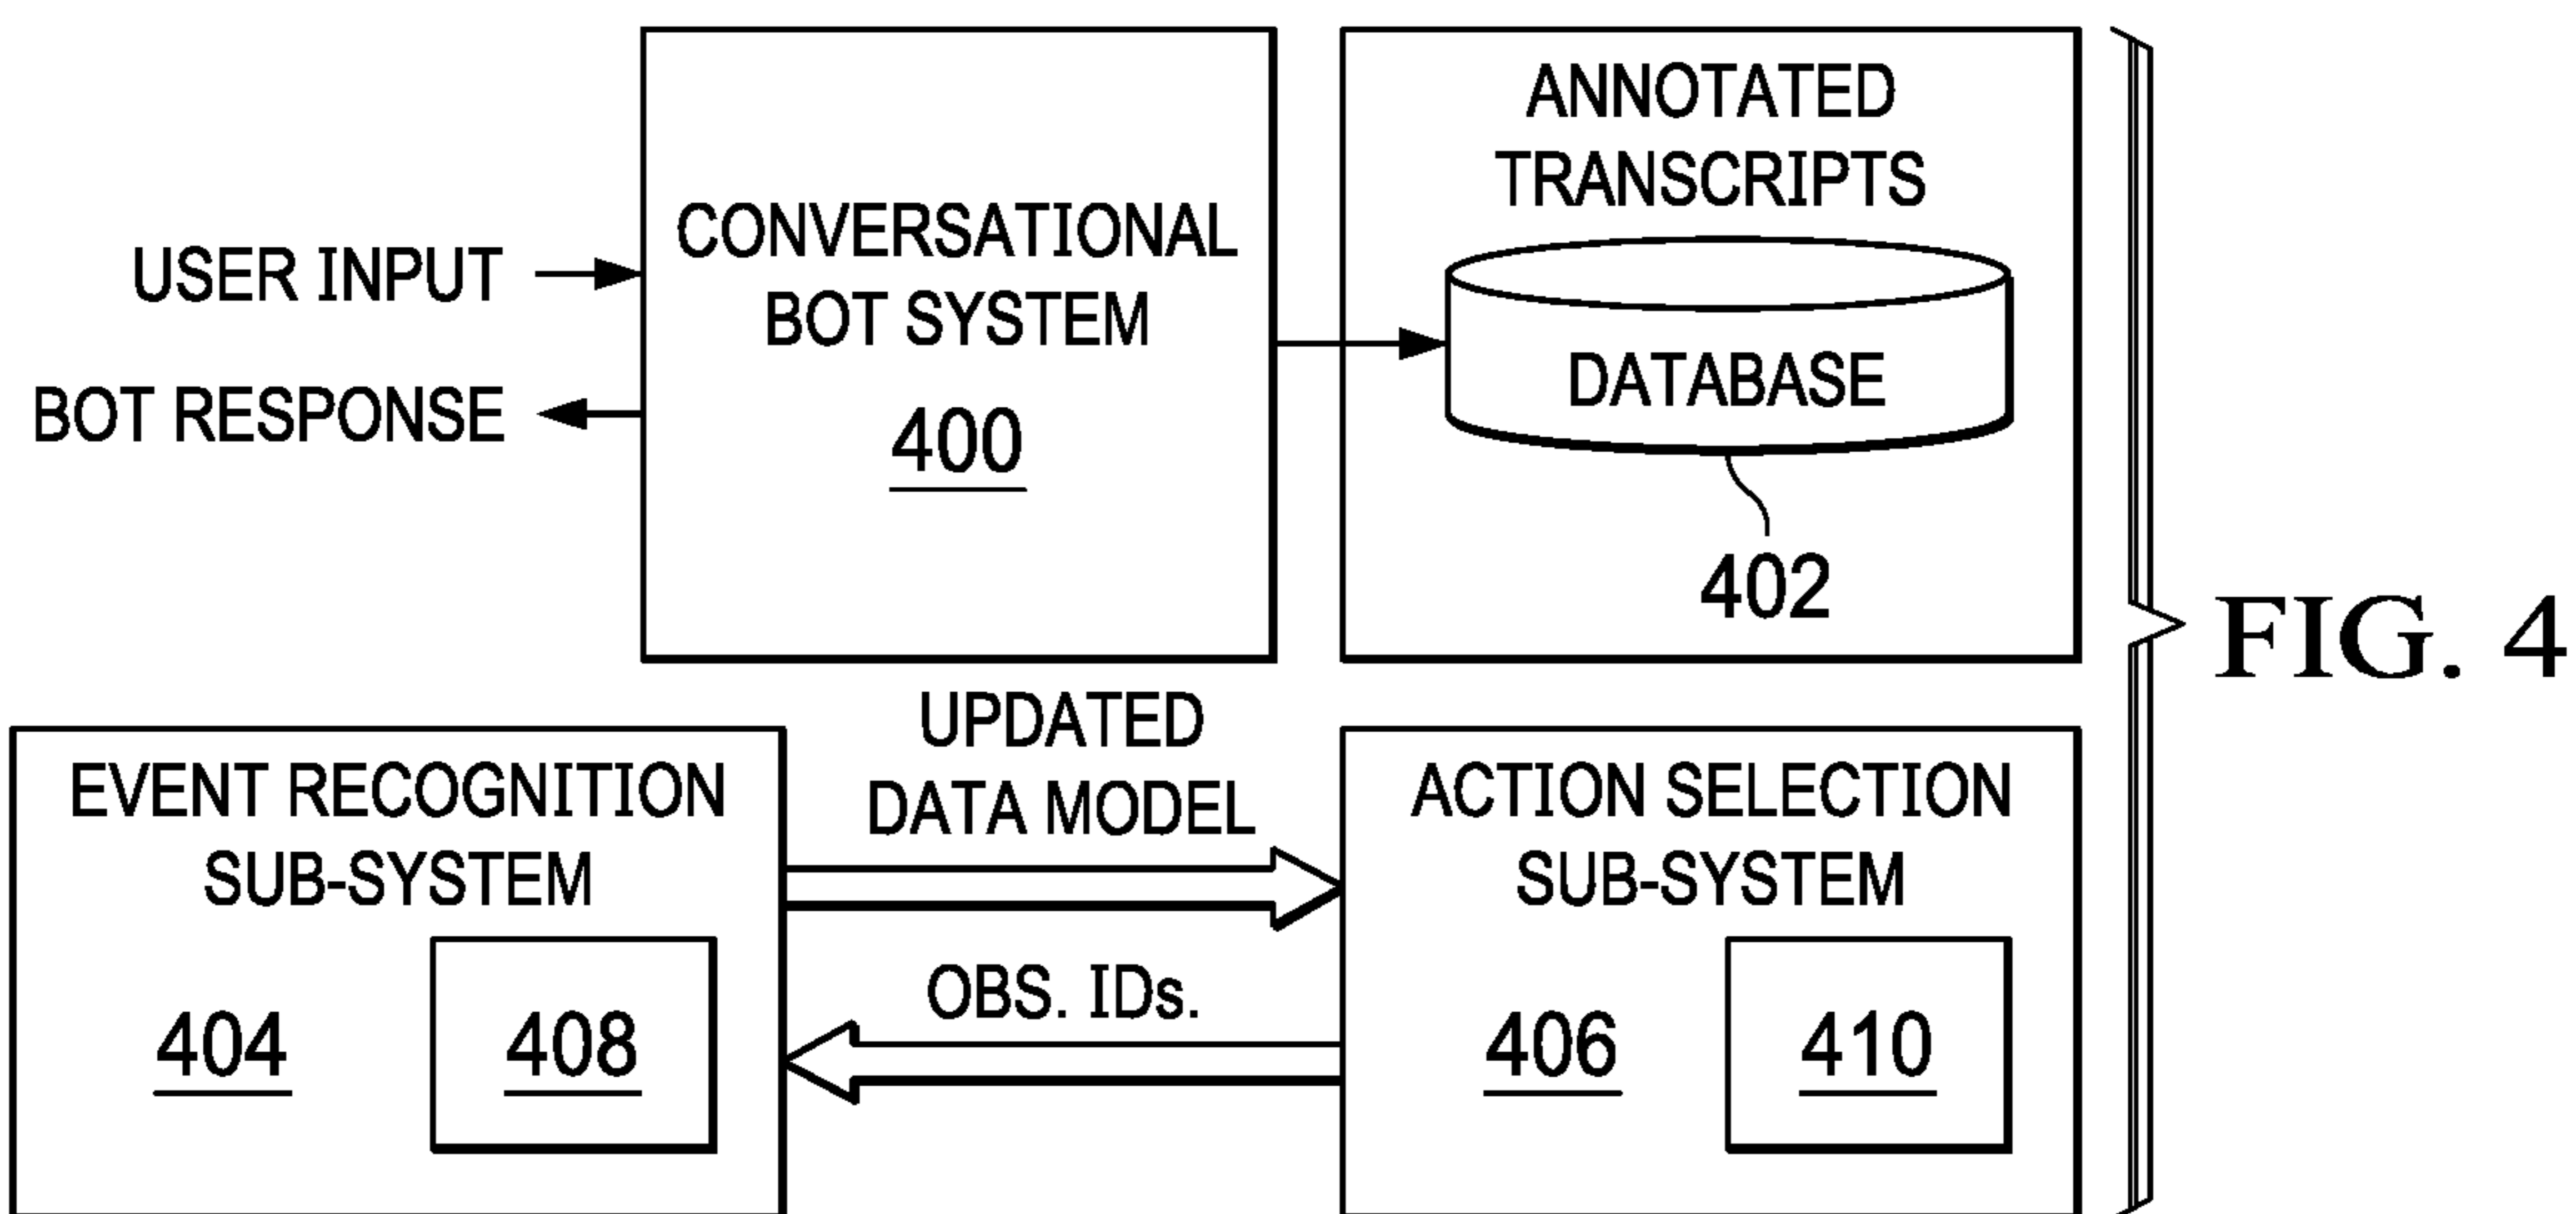 USER INPUT
BOT RESPONSE
CONVERSATIONAL
BOT SYSTEM
400
ANNOTATED
TRANSCRIPTS
DATABASE
402
EVENT RECOGNITION
SUB-SYSTEM
404
408
UPDATED
DATA MODEL
OBS. IDs.
ACTION SELECTION
SUB-SYSTEM
406
410
FIG. 4